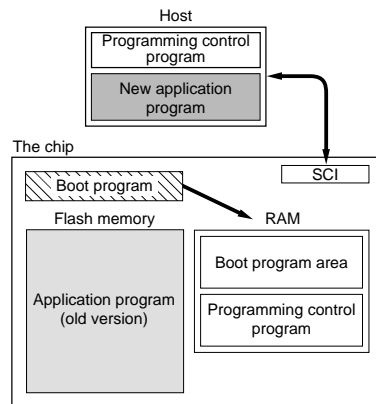 Host
Programming control
program
New application
program
The chip
SCI
Boot program
Flash memory
RAM
Application program
(old version)
Boot program area
Programming control
program